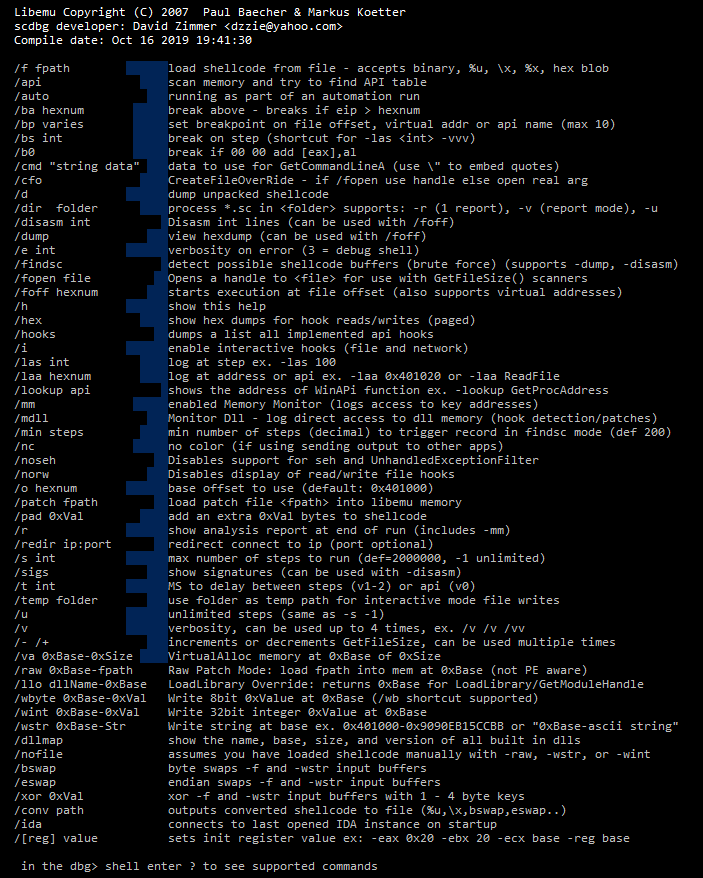 Libemu Copyright (C) 2007  Paul Baecher & Markus Koetter
scdbg developer: David Zimmer <dzzie@yahoo.com>
Compile date: Oct 16 2019 19:41:30
/f fpath load shellcode from file - accepts binary, %u, \x, %x, hex blob
/api scan memory and try to find API table
/auto running as part of an automation run
/ba hexnum break above - breaks if eip > hexnum
/bp varies set breakpoint on file offset, virtual addr or api name (max 10)
/bs int break on step (shortcut for -las <int> -vvv)
/b0 break if 00 00 add [eax],al
/cmd "string data" data to use for GetCommandLineA (use \" to embed quotes)
/cfo CreateFileOverRide - if /fopen use handle else open real arg
/d dump unpacked shellcode
/dir  folder process *.sc in <folder> supports: -r (1 report), -v (report mode), -u
/disasm int Disasm int lines (can be used with /foff)
/dump view hexdump (can be used with /foff)
/e int verbosity on error (3 = debug shell)
/findsc detect possible shellcode buffers (brute force) (supports -dump, -disasm)
/fopen file Opens a handle to <file> for use with GetFileSize() scanners
/foff hexnum starts execution at file offset (also supports virtual addresses)
/h show this help
/hex show hex dumps for hook reads/writes (paged)
/hooks dumps a list all implemented api hooks
/i enable interactive hooks (file and network)
/las int log at step ex. -las 100
/laa hexnum log at address or api ex. -laa 0x401020 or -laa ReadFile
/lookup api shows the address of WinAPi function ex. -lookup GetProcAddress
/mm enabled Memory Monitor (logs access to key addresses)
/mdll Monitor Dll - log direct access to dll memory (hook detection/patches)
/min steps min number of steps (decimal) to trigger record in findsc mode (def 200)
/nc no color (if using sending output to other apps)
/noseh Disables support for seh and UnhandledExceptionFilter
/norw Disables display of read/write file hooks
/o hexnum base offset to use (default: 0x401000)
/patch fpath load patch file <fpath> into libemu memory
/pad 0xVal add an extra 0xVal bytes to shellcode
/r show analysis report at end of run (includes -mm)
/redir ip:port redirect connect to ip (port optional)
/s int max number of steps to run (def=2000000, -1 unlimited)
/sigs show signatures (can be used with -disasm)
/t int MS to delay between steps (v1-2) or api (v0)
/temp folder use folder as temp path for interactive mode file writes
/u unlimited steps (same as -s -1)
/v verbosity, can be used up to 4 times, ex. /v /v /vv
/- /+ increments or decrements GetFileSize, can be used multiple times
/va 0xBase-0xSize VirtualAlloc memory at 0xBase of 0xSize
/raw 0xBase-fpath Raw Patch Mode: load fpath into mem at 0xBase (not PE aware)
/llo dllName-0xBase LoadLibrary Override: returns 0xBase for LoadLibrary/GetModuleHandle
/wbyte 0xBase-0xVal Write 8bit 0xValue at 0xBase (/wb shortcut supported)
/wint 0xBase-0xVal Write 32bit integer 0xValue at 0xBase
/wstr 0xBase-Str Write string at base ex. 0x401000-0x9090EB15CCBB or "0xBase-ascii string"
/dllmap show the name, base, size, and version of all built in dlls
/nofile assumes you have loaded shellcode manually with -raw, -wstr, or -wint
/bswap byte swaps -f and -wstr input buffers
/eswap endian swaps -f and -wstr input buffers
/xor 0xVal xor -f and -wstr input buffers with 1 - 4 byte keys
/conv path outputs converted shellcode to file (%u,\x,bswap,eswap..)
/ida connects to last opened IDA instance on startup
/[reg] value sets init register value ex: -eax 0x20 -ebx 20 -ecx base -reg base
in the dbg> shell enter ? to see supported commands